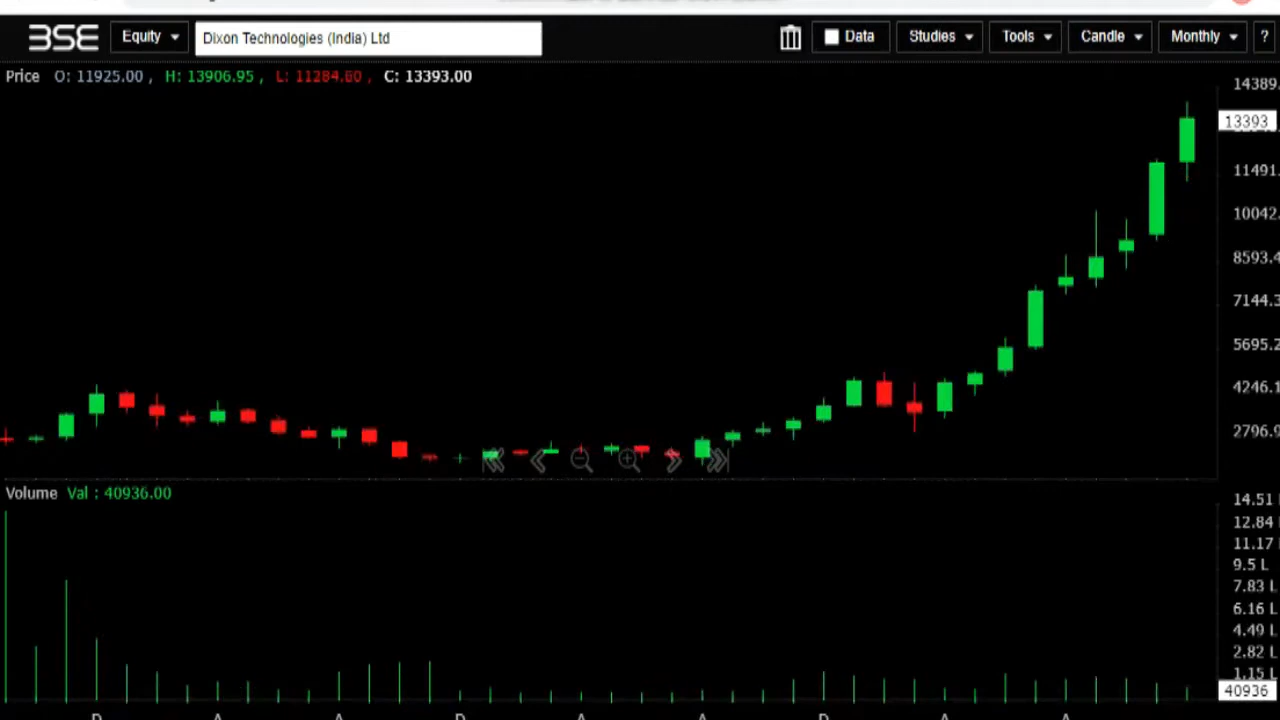 BSE Equity Dixon Technologies (India) Ltd Data Studies Tools Candle Monthly ?
Price O: 11925.00 , H: 13906.95 , L: 11284.60 , C: 13393.00
14389.
13393
11491.
10042.
8593.4
7144.3
5695.2
4246.1
2796.9
Volume Val : 40936.00
14.51
12.84
11.17
9.5 L
7.83 L
6.16 L
4.49 L
2.82 L
1.15 L
40936